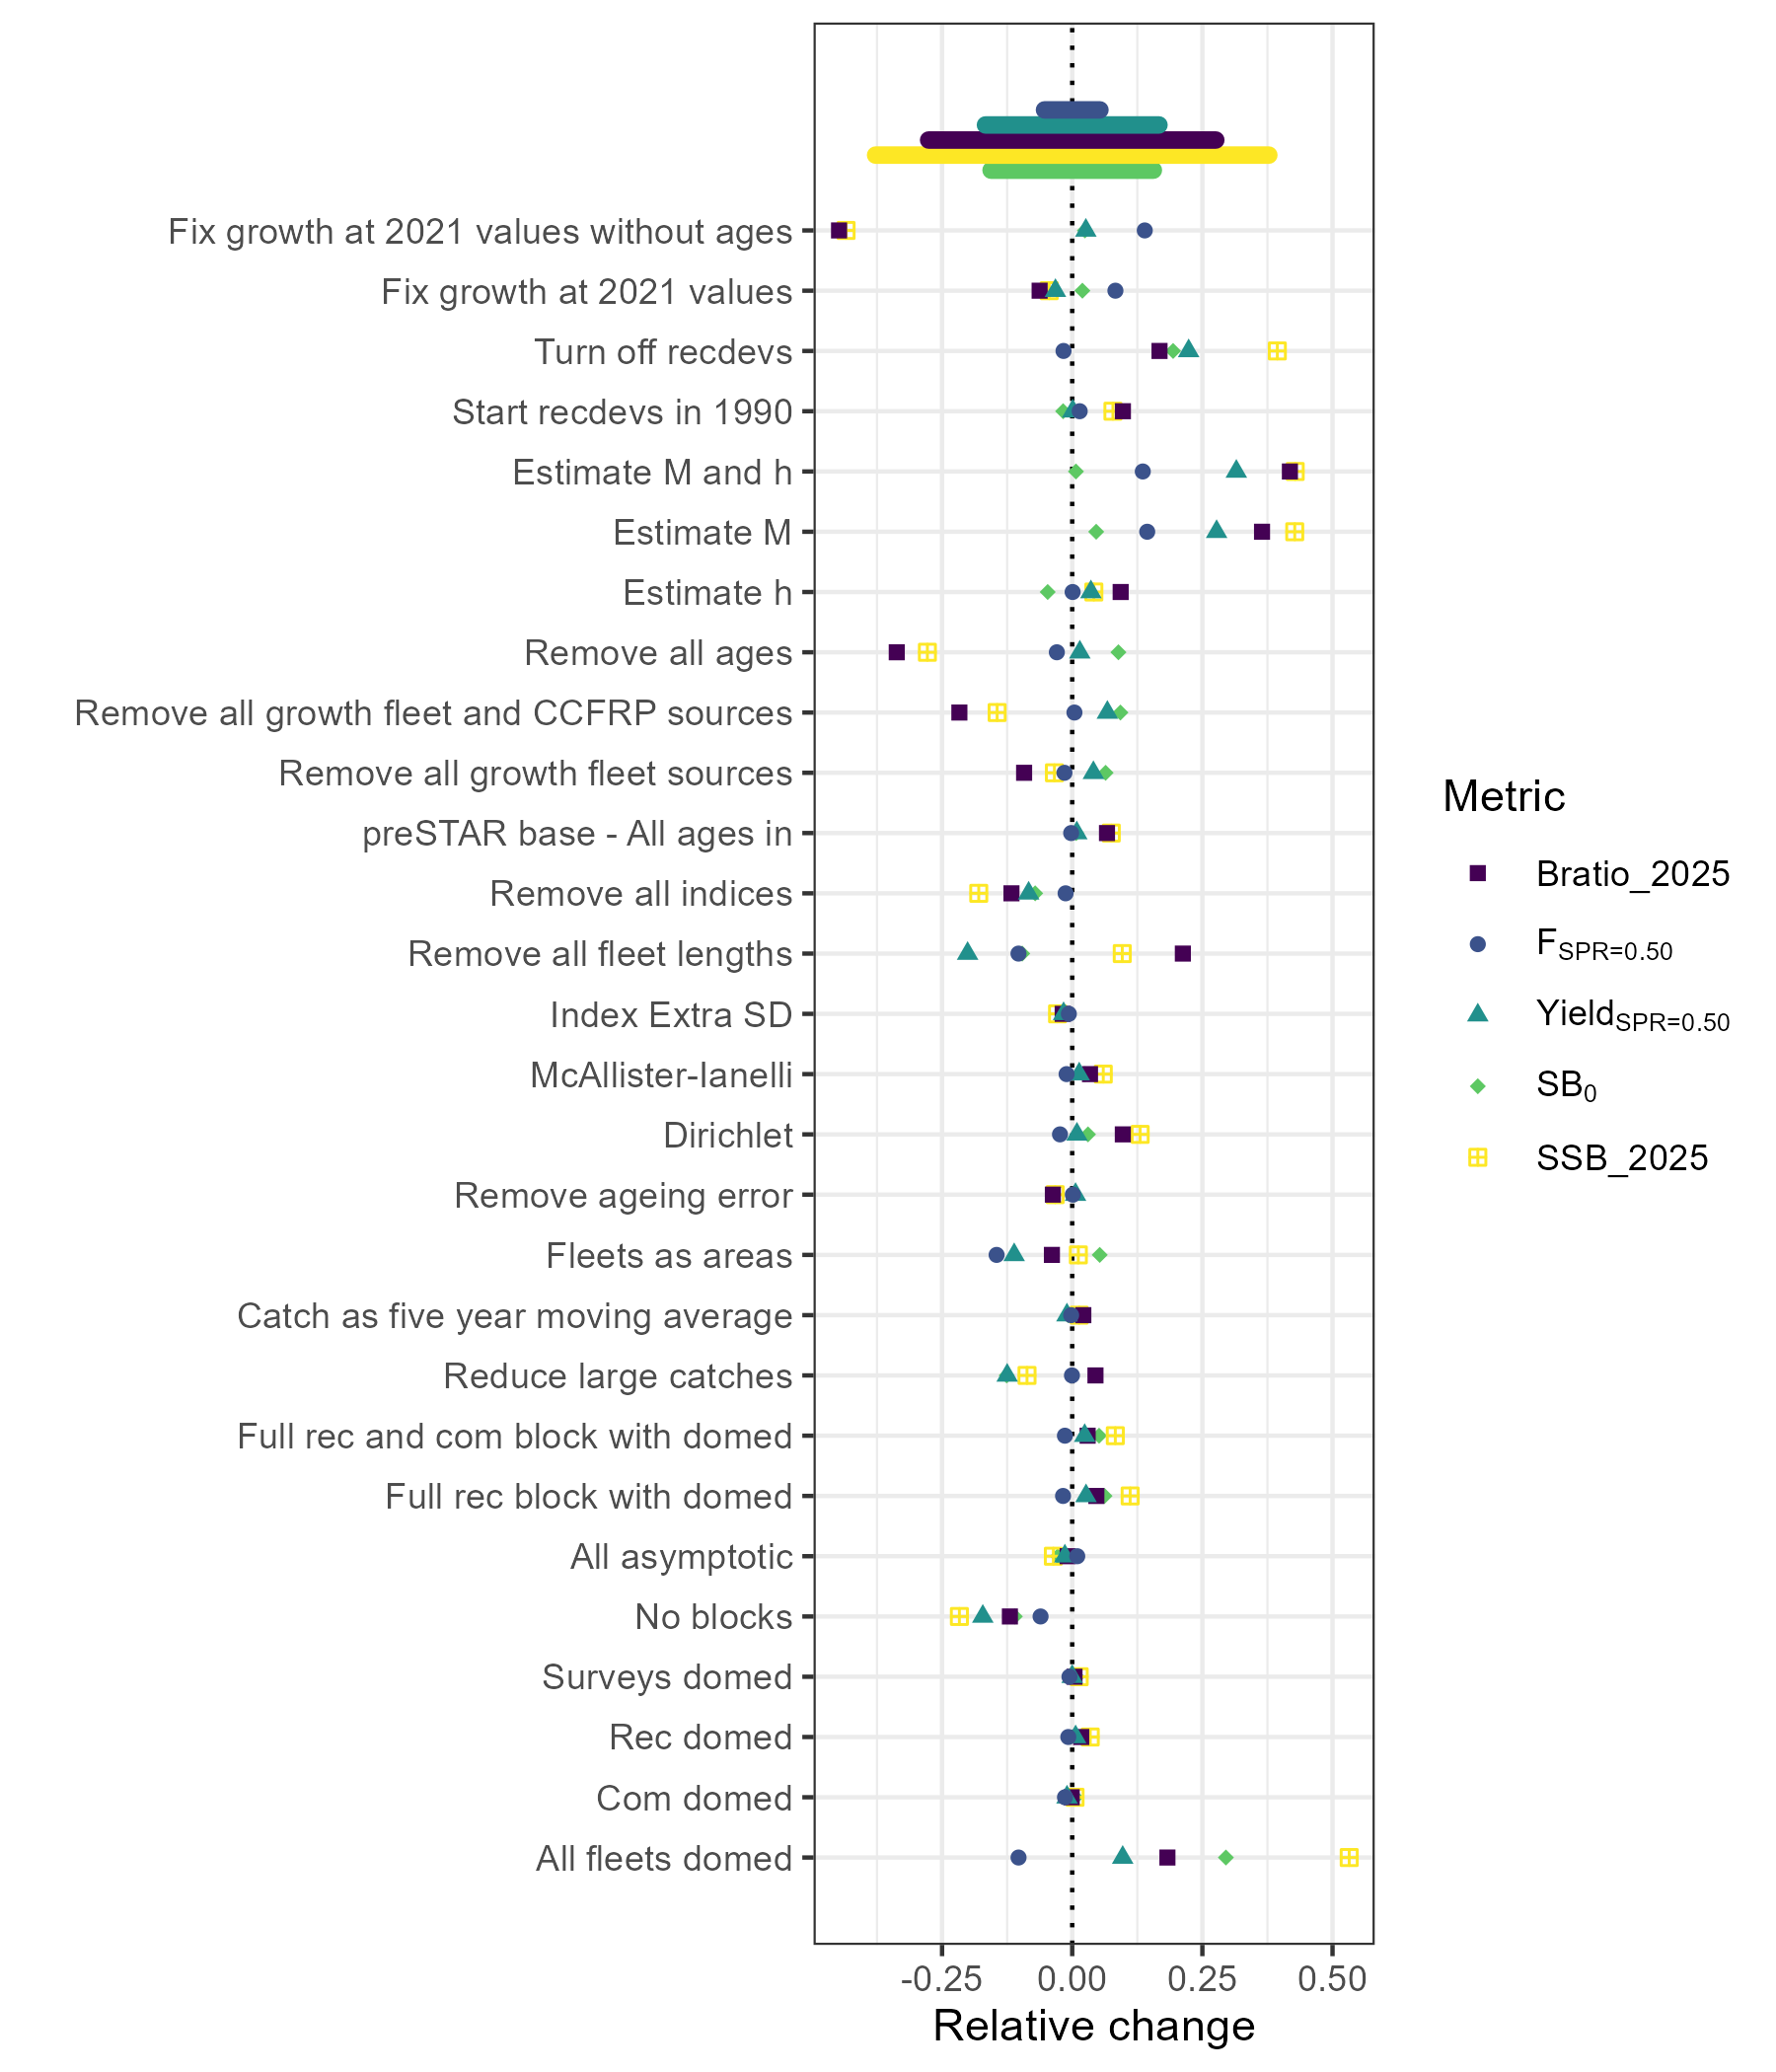 Fix growth at 2021 values without ages
Fix growth at 2021 values
Turn off recdevs
Start recdevs in 1990
Estimate M and h
Estimate M
Estimate h
Remove all ages
Remove all growth fleet and CCFRP sources
Remove all growth fleet sources
preSTAR base - All ages in
Remove all indices
Remove all fleet lengths
Index Extra SD
McAllister-Ianelli
Dirichlet
Remove ageing error
Fleets as areas
Catch as five year moving average
Reduce large catches
Full rec and com block with domed
Full rec block with domed
All asymptotic
No blocks
Surveys domed
Rec domed
Com domed
All fleets domed
-0.25 0.00 0.25 0.50
Relative change
Metric
Bratio_2025
FSPR=0.50
YieldSPR=0.50
SB0
SSB_2025